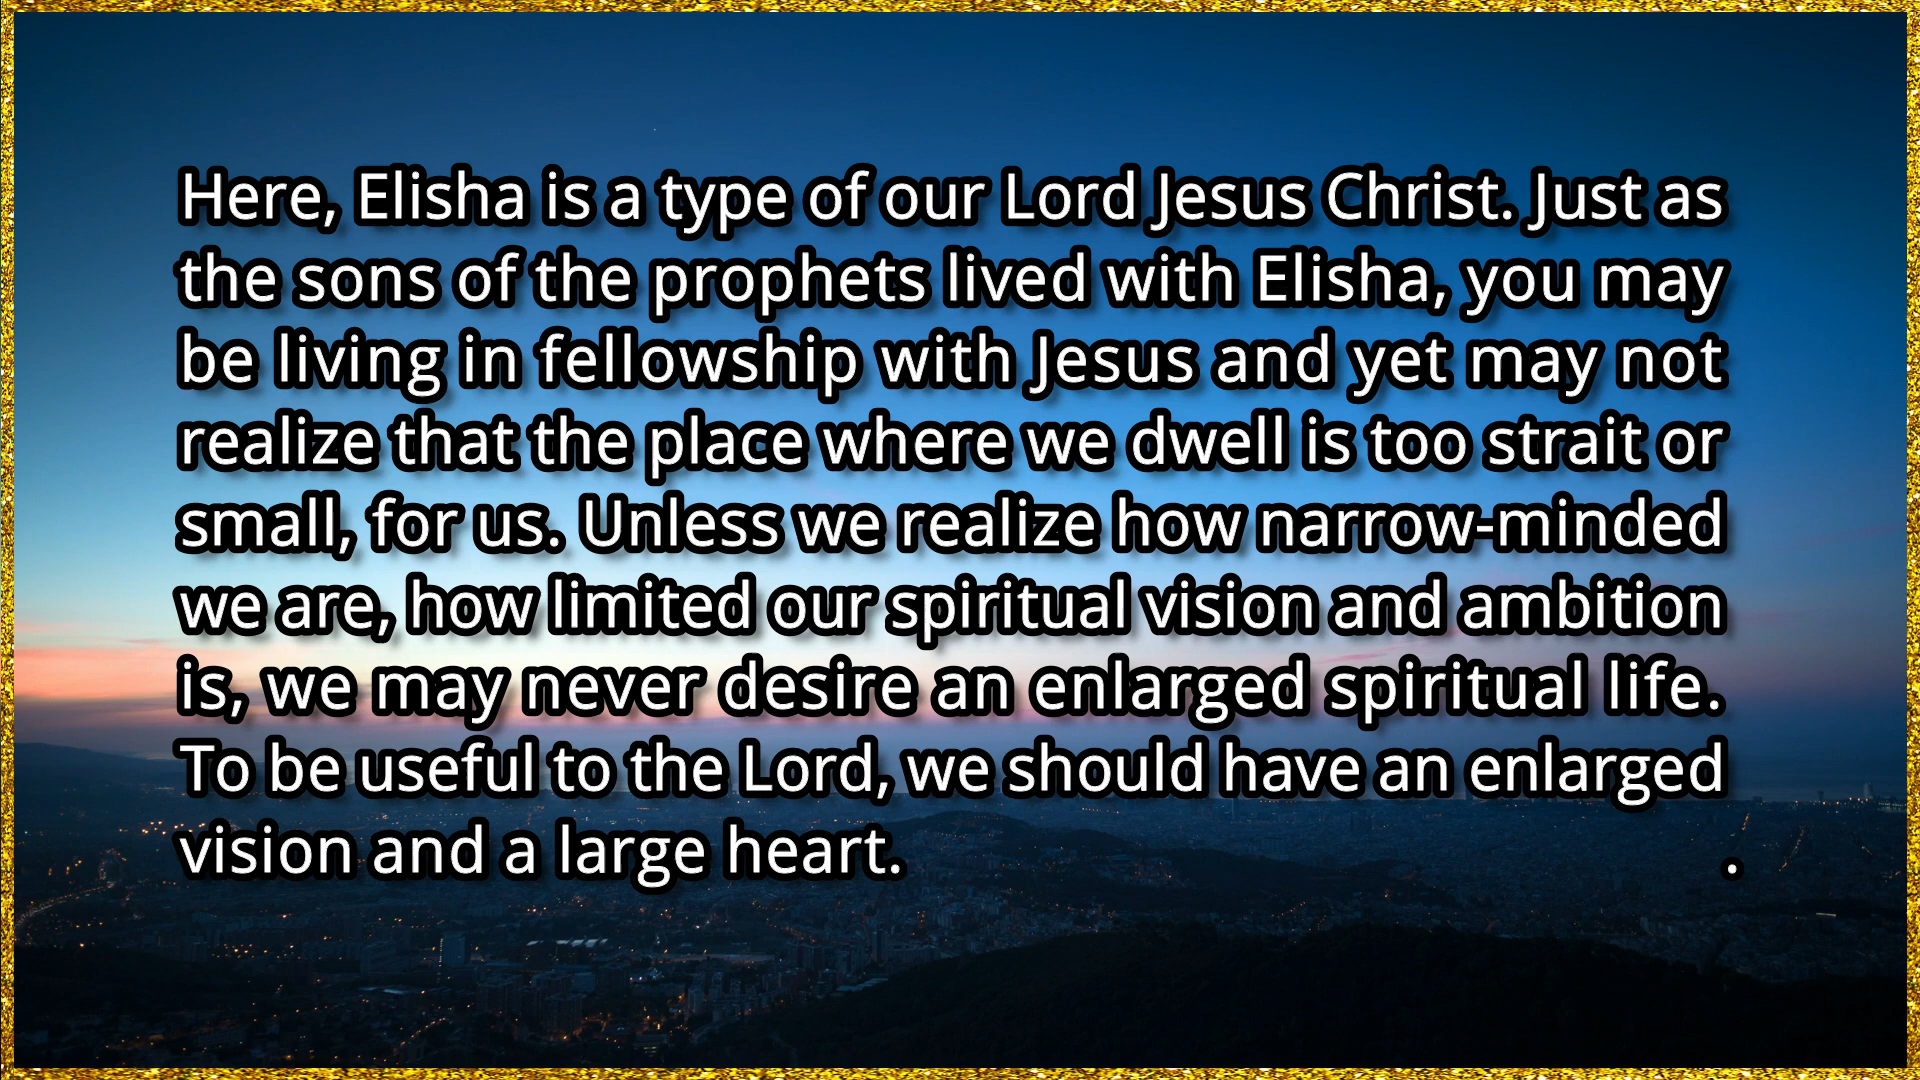 Here, Elisha is a type of our Lord Jesus Christ. Just as
the sons of the prophets lived with Elisha, you may
be living in fellowship with Jesus and yet may not
realize that the place where we dwell is too strait or
small, for us. Unless we realize how narrow-minded
we are, how limited our spiritual vision and ambition
is, we may never desire an enlarged spiritual life.
To be useful to the Lord, we should have an enlarged
vision and a large heart. .